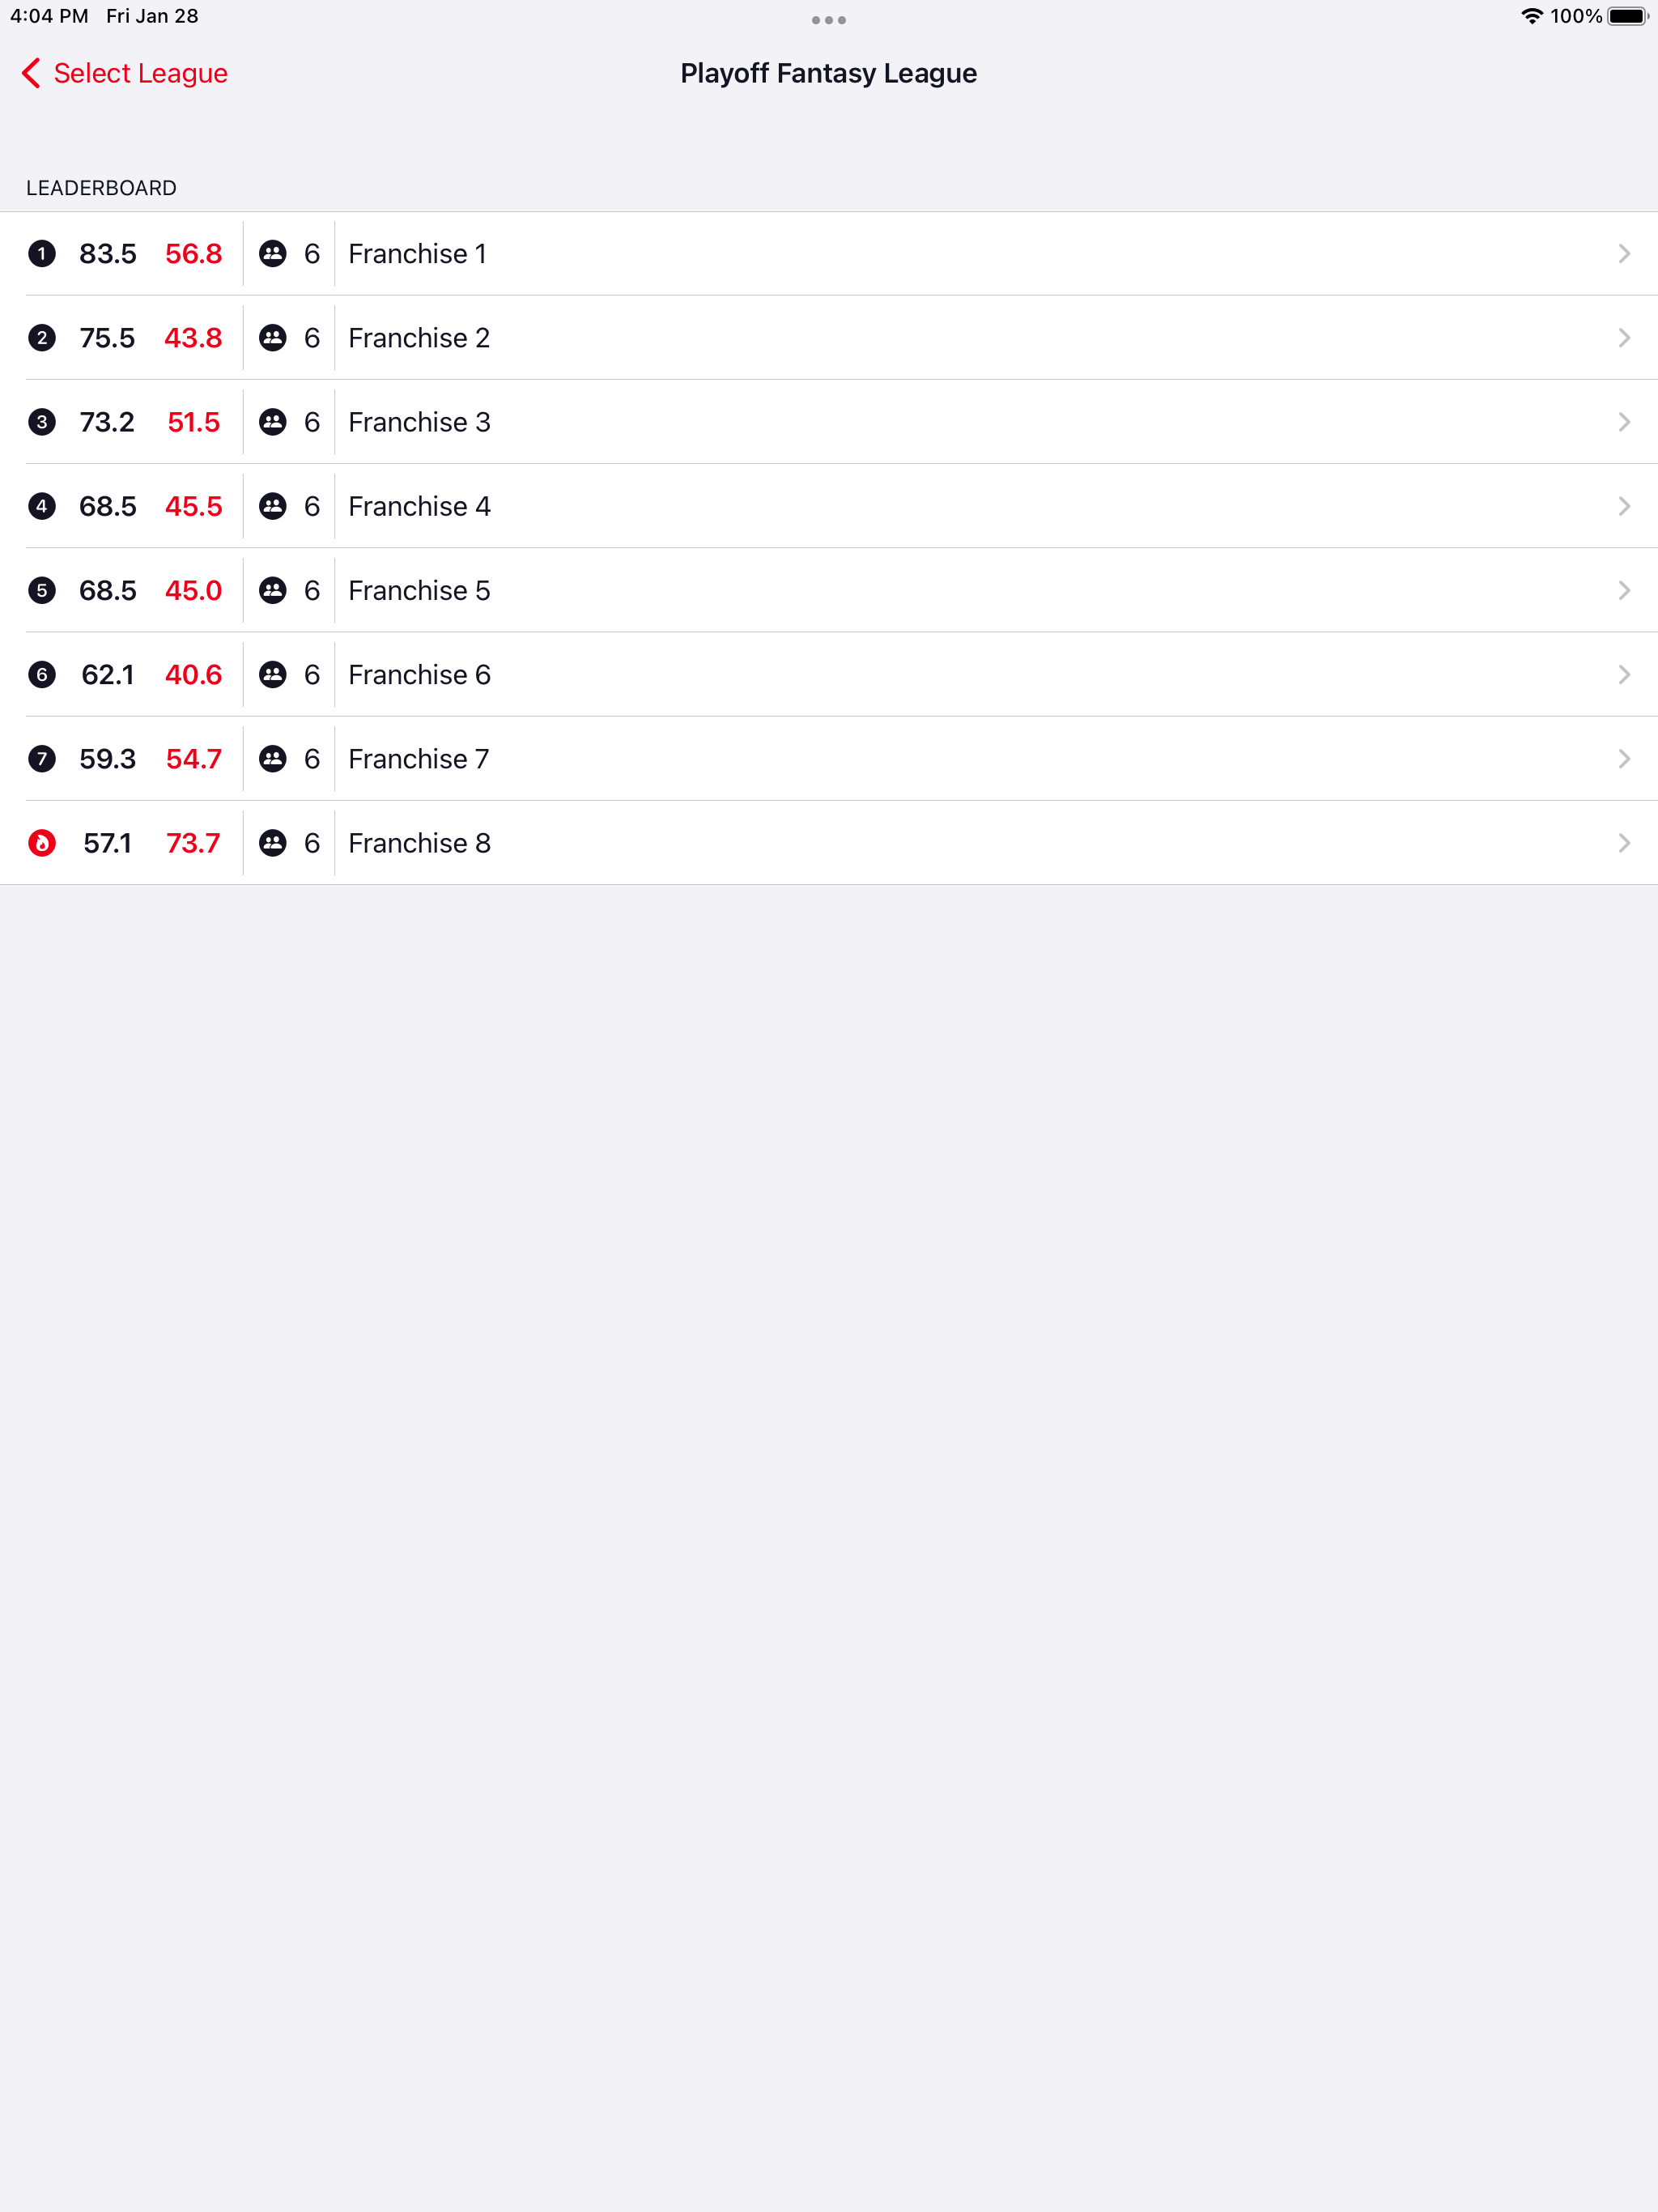 4:04 PM Fri Jan 28 100%
Select League Playoff Fantasy League
LEADERBOARD
1 83.5 56.8 6 Franchise 1
2 75.5 43.8 6 Franchise 2
3 73.2 51.5 6 Franchise 3
4 68.5 45.5 6 Franchise 4
5 68.5 45.0 6 Franchise 5
6 62.1 40.6 6 Franchise 6
7 59.3 54.7 6 Franchise 7
57.1 73.7 6 Franchise 8